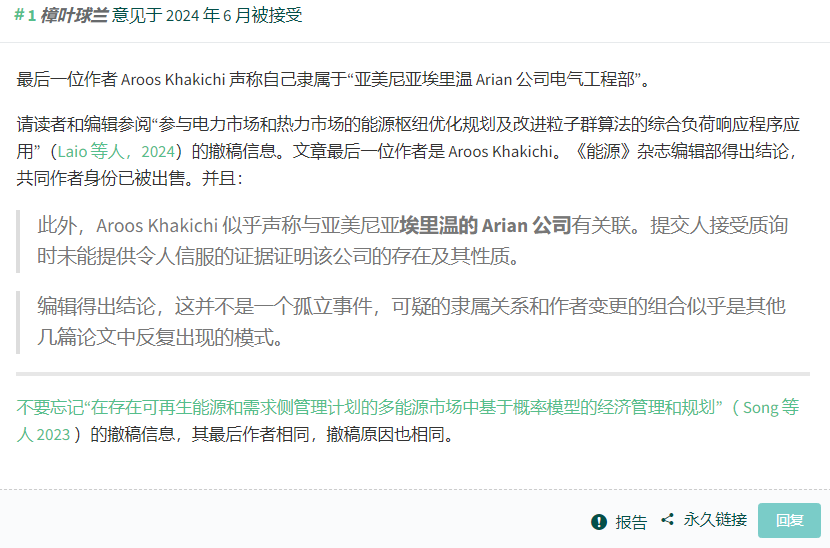 # 1 樟叶球兰 意见于 2024 年 6 月被接受
最后一位作者 Aroos Khakichi 声称自己隶属于“亚美尼亚埃里温 Arian 公司电气工程部”。
请读者和编辑参阅“参与电力市场和热力市场的能源枢纽优化规划及改进粒子群算法的综合负荷响应程序应
用”（Laio 等人，2024）的撤稿信息。文章最后一位作者是 Aroos Khakichi。《能源》杂志编辑部得出结论，
共同作者身份已被出售。并且：
此外，Aroos Khakichi 似乎声称与亚美尼亚埃里温的 Arian 公司有关联。提交人接受质询
时未能提供令人信服的证据证明该公司的存在及其性质。
编辑得出结论，这并不是一个孤立事件，可疑的隶属关系和作者变更的组合似乎是其他
几篇论文中反复出现的模式。
不要忘记“在存在可再生能源和需求侧管理计划的多能源市场中基于概率模型的经济管理和规划”（ Song 等
人 2023 ）的撤稿信息，其最后作者相同，撤稿原因也相同。
报告 永久链接 回复